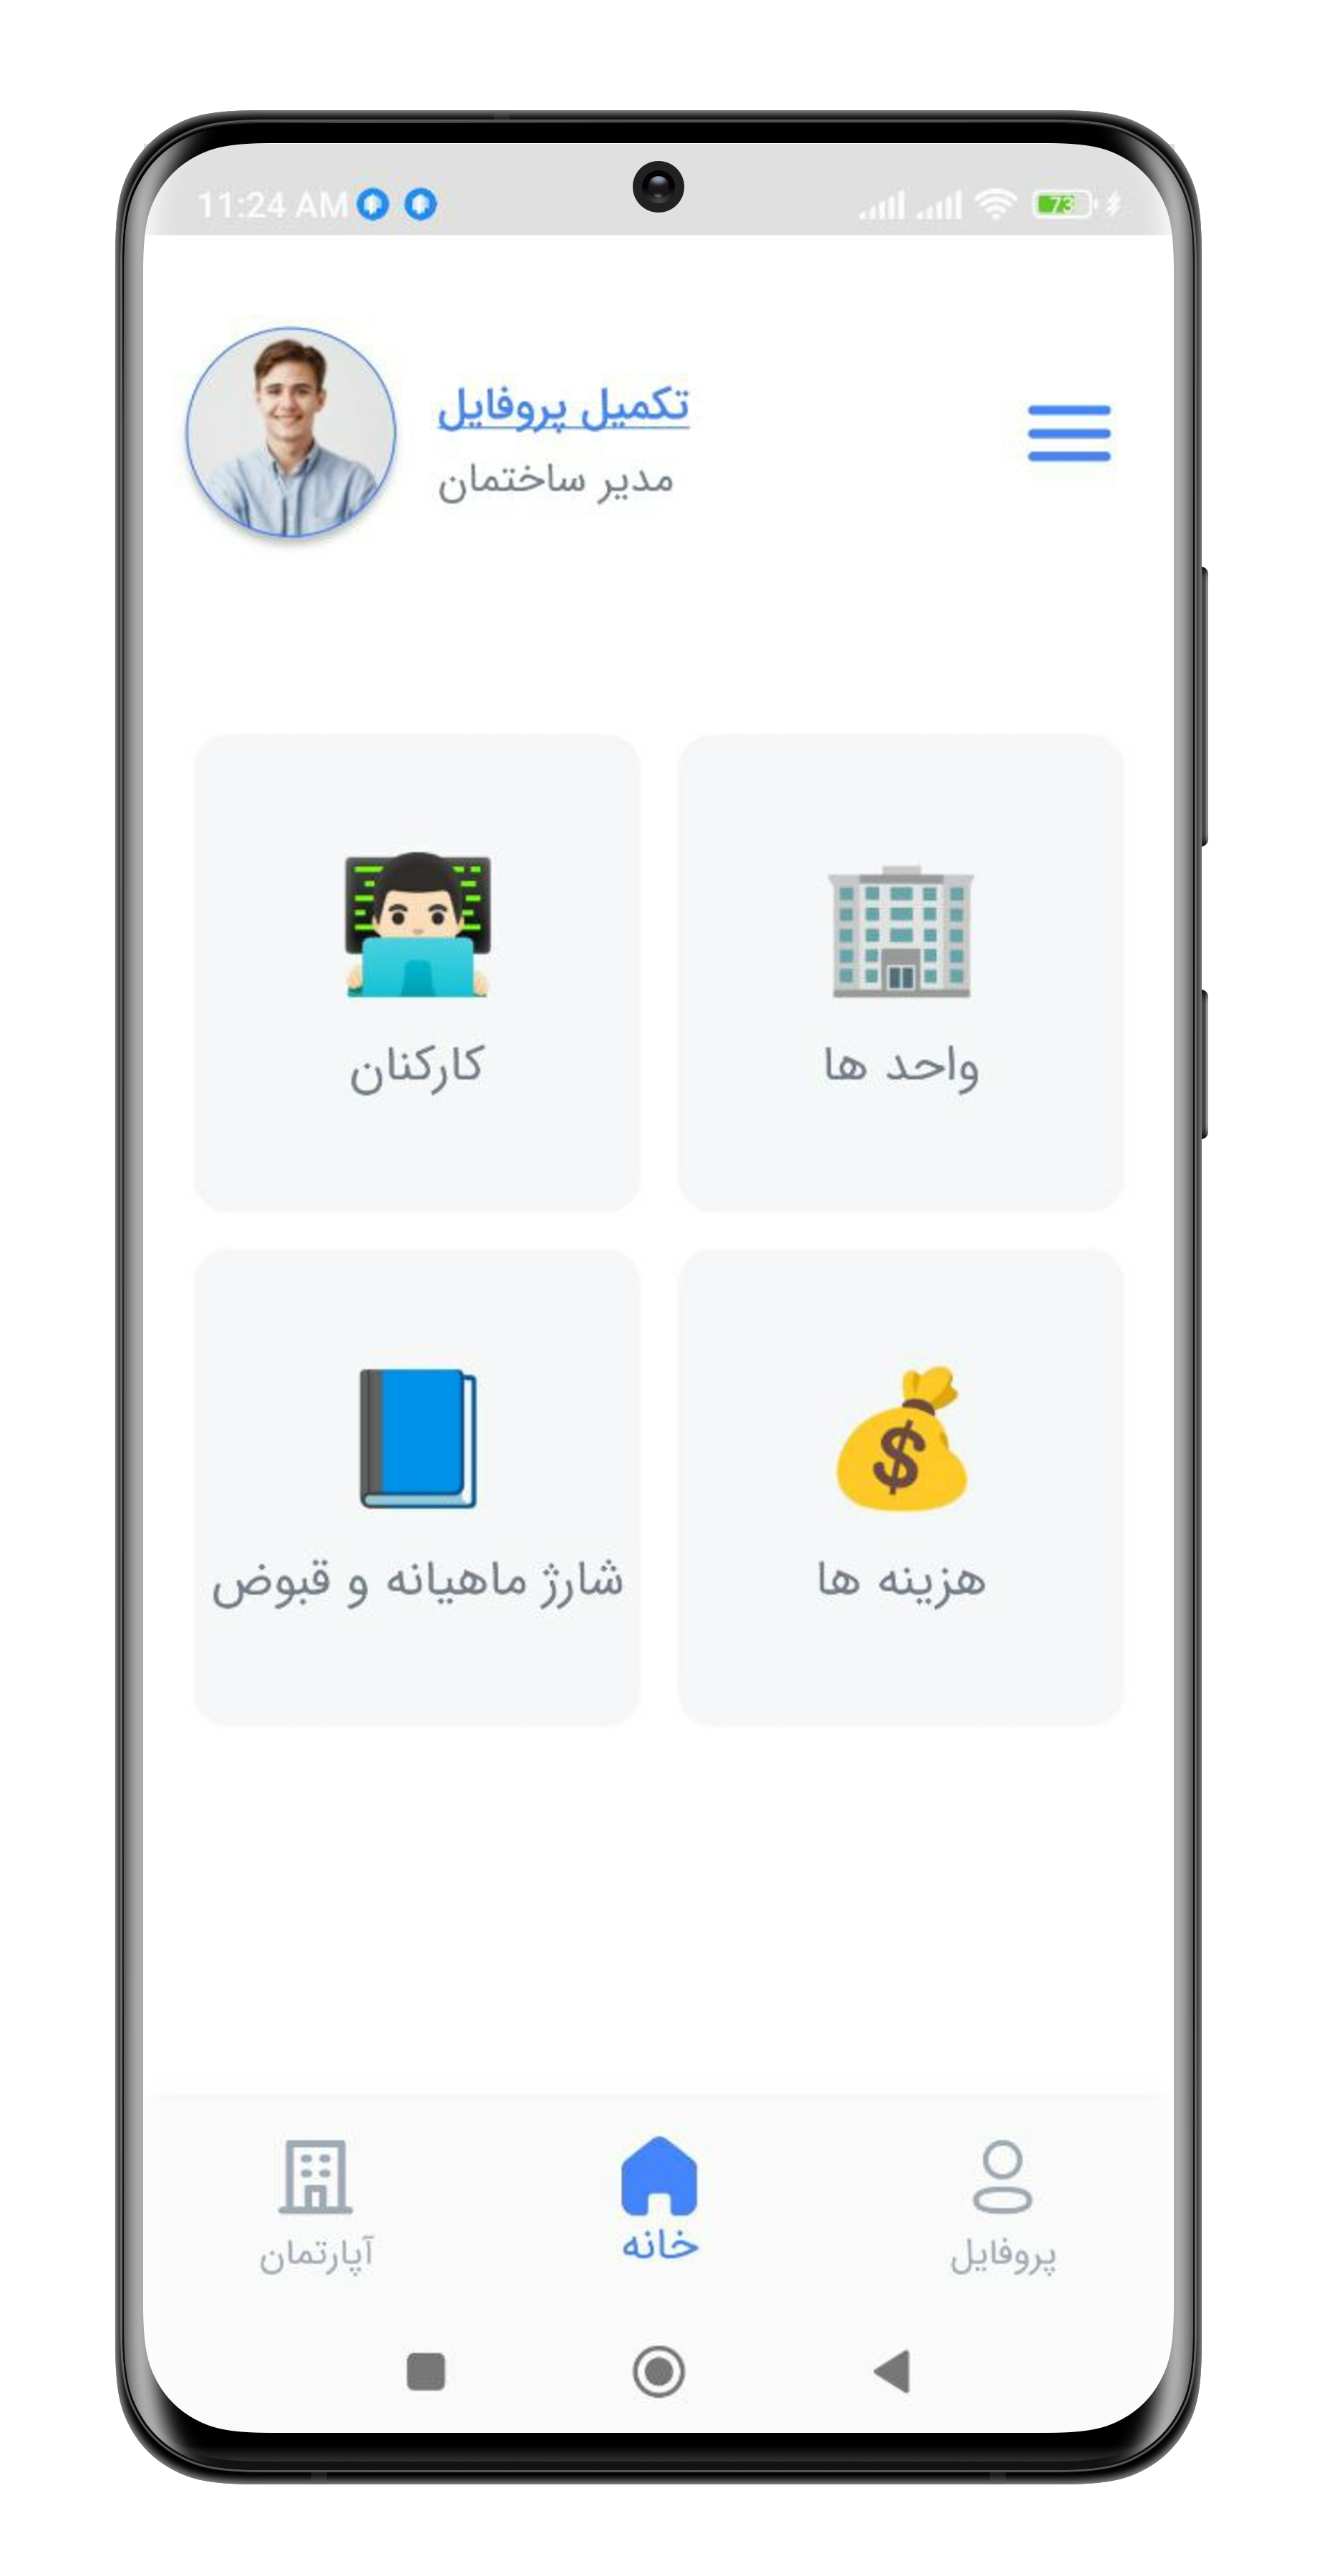 11:24 AM
73
تکمیل پروفایل
مدیر ساختمان
واحد ها
کارکنان
$
هزینه ها
شارژ ماهیانه و قبوض
پروفایل
خانه
آپارتمان